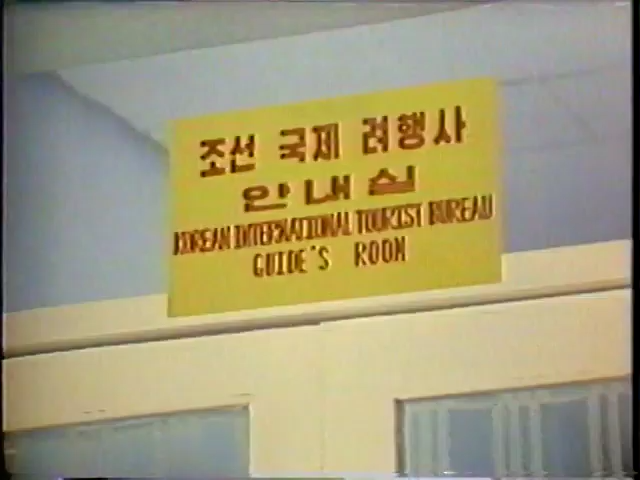 조선 국제 려행사
안내실
KOREAN INTERNATIONAL TOURIST BUREAU
GUIDE'S ROOM